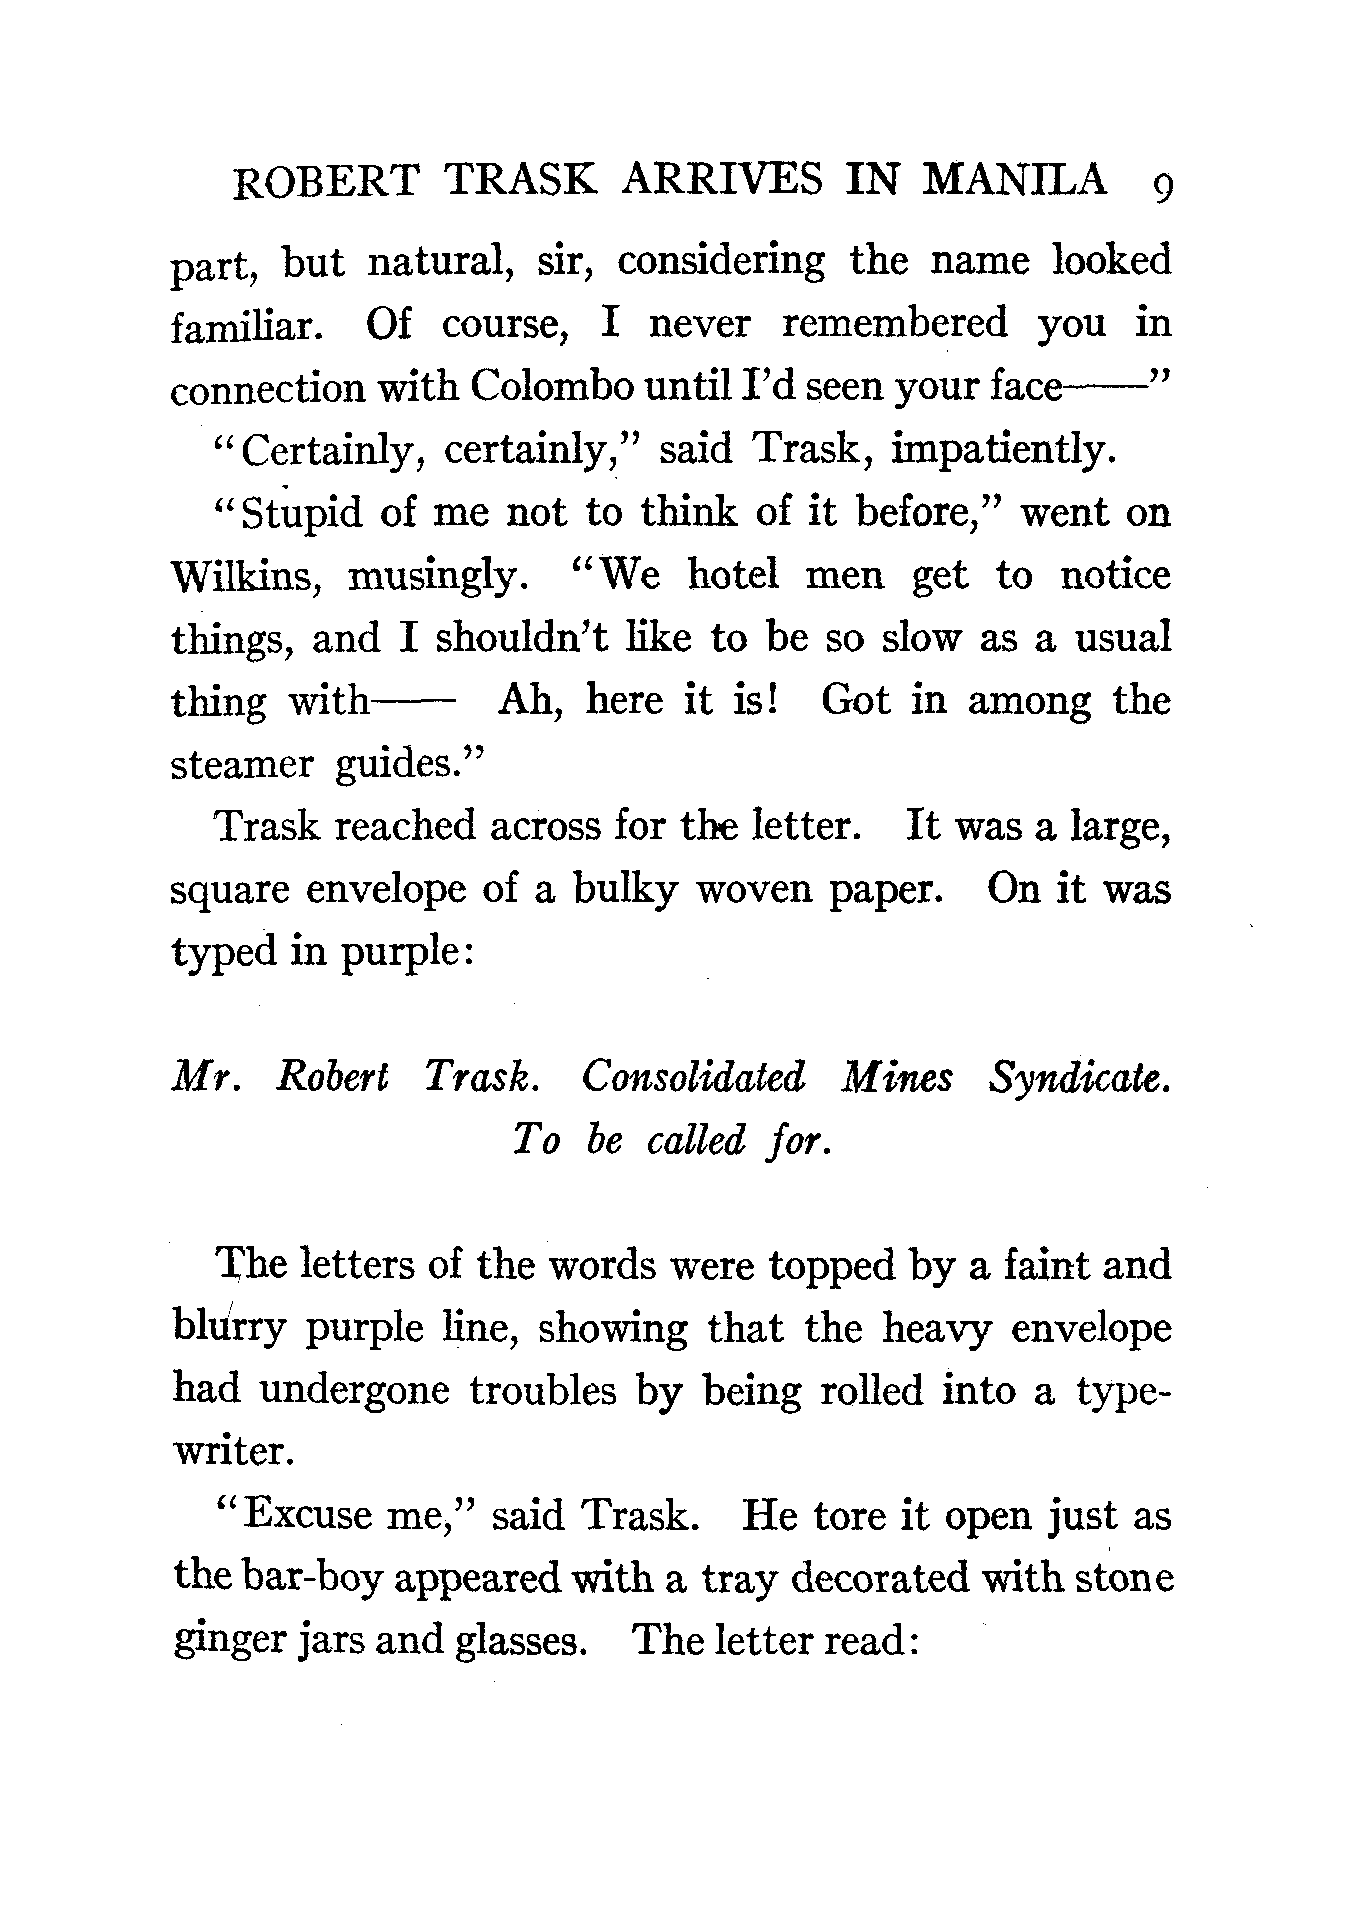 ROBERT TRASK ARRIVES IN MANILA 9
part, but natural, sir, considering the name looked
familiar. Of course, I never remembered you in
connection with Colombo until I’d seen your face——”
“Certainly, certainly,” said Trask, impatiently.
“Stupid of me not to think of it before,” went on
Wilkins, musingly. “We hotel men get to notice
things, and I shouldn’t like to be so slow as a usual
thing with—— Ah, here it is! Got in among the
steamer guides.”
Trask reached across for the letter. It was a large,
square envelope of a bulky woven paper. On it was
typed in purple:
Mr. Robert Trask. Consolidated Mines Syndicate.
To be called for.
The letters of the words were topped by a faint and
blurry purple line, showing that the heavy envelope
had undergone troubles by being rolled into a type-
writer.
“Excuse me,” said Trask. He tore it open just as
the bar-boy appeared with a tray decorated with stone
ginger jars and glasses. The letter read: